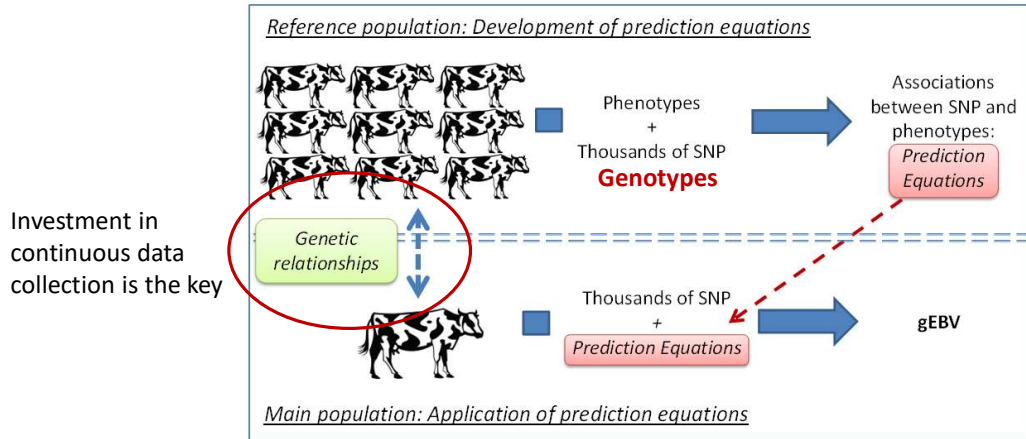 Reference population: Development of prediction equations
Phenotypes
+
Thousands of SNP
Genotypes
Associations
between SNP and
phenotypes:
Prediction
Equations
Investment in
continuous data
collection is the key
Genetic
relationships
Thousands of SNP
+
Prediction Equations
gEBV
Main population: Application of prediction equations